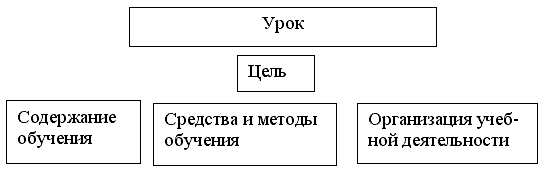 Урок
Цель
Содержание
обучения
Средства и методы
обучения
Организация учеб-
ной деятельности